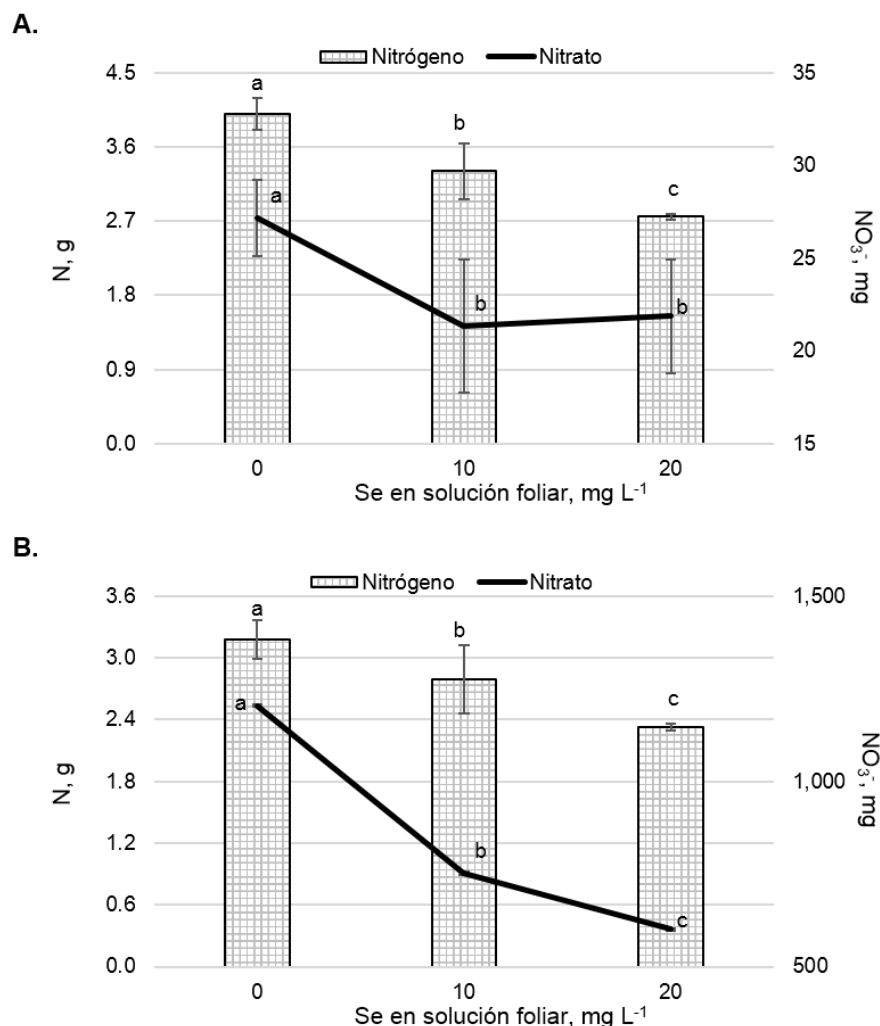 A.
Nitrógeno Nitrato
4.5
3.6
2.7
1.8
0.9
0.0
N, g
35
30
25
20
15
NO₃⁻, mg
a
b
c
a
b
b
0 10 20
Se en solución foliar, mg L⁻¹
B.
Nitrógeno Nitrato
3.6
3.0
2.4
1.8
1.2
0.6
0.0
N, g
1,500
1,000
500
NO₃⁻, mg
a
b
c
a
b
c
0 10 20
Se en solución foliar, mg L⁻¹